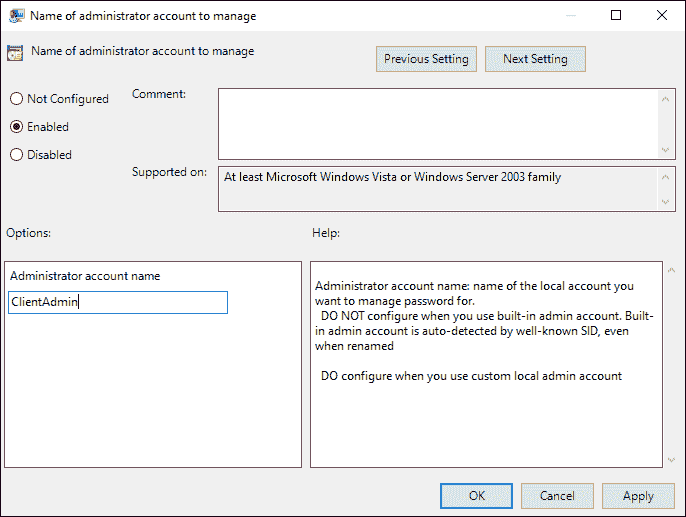 Name of administrator account to manage
Name of administrator account to manage
Previous Setting
Next Setting
Not Configured
Comment:
Enabled
Disabled
Supported on:
At least Microsoft Windows Vista or Windows Server 2003 family
Options:
Help:
Administrator account name
ClientAdmin
Administrator account name: name of the local account you
want to manage password for.
DO NOT configure when you use built-in admin account. Built-
in admin account is auto-detected by well-known SID, even
when renamed
DO configure when you use custom local admin account
OK
Cancel
Apply